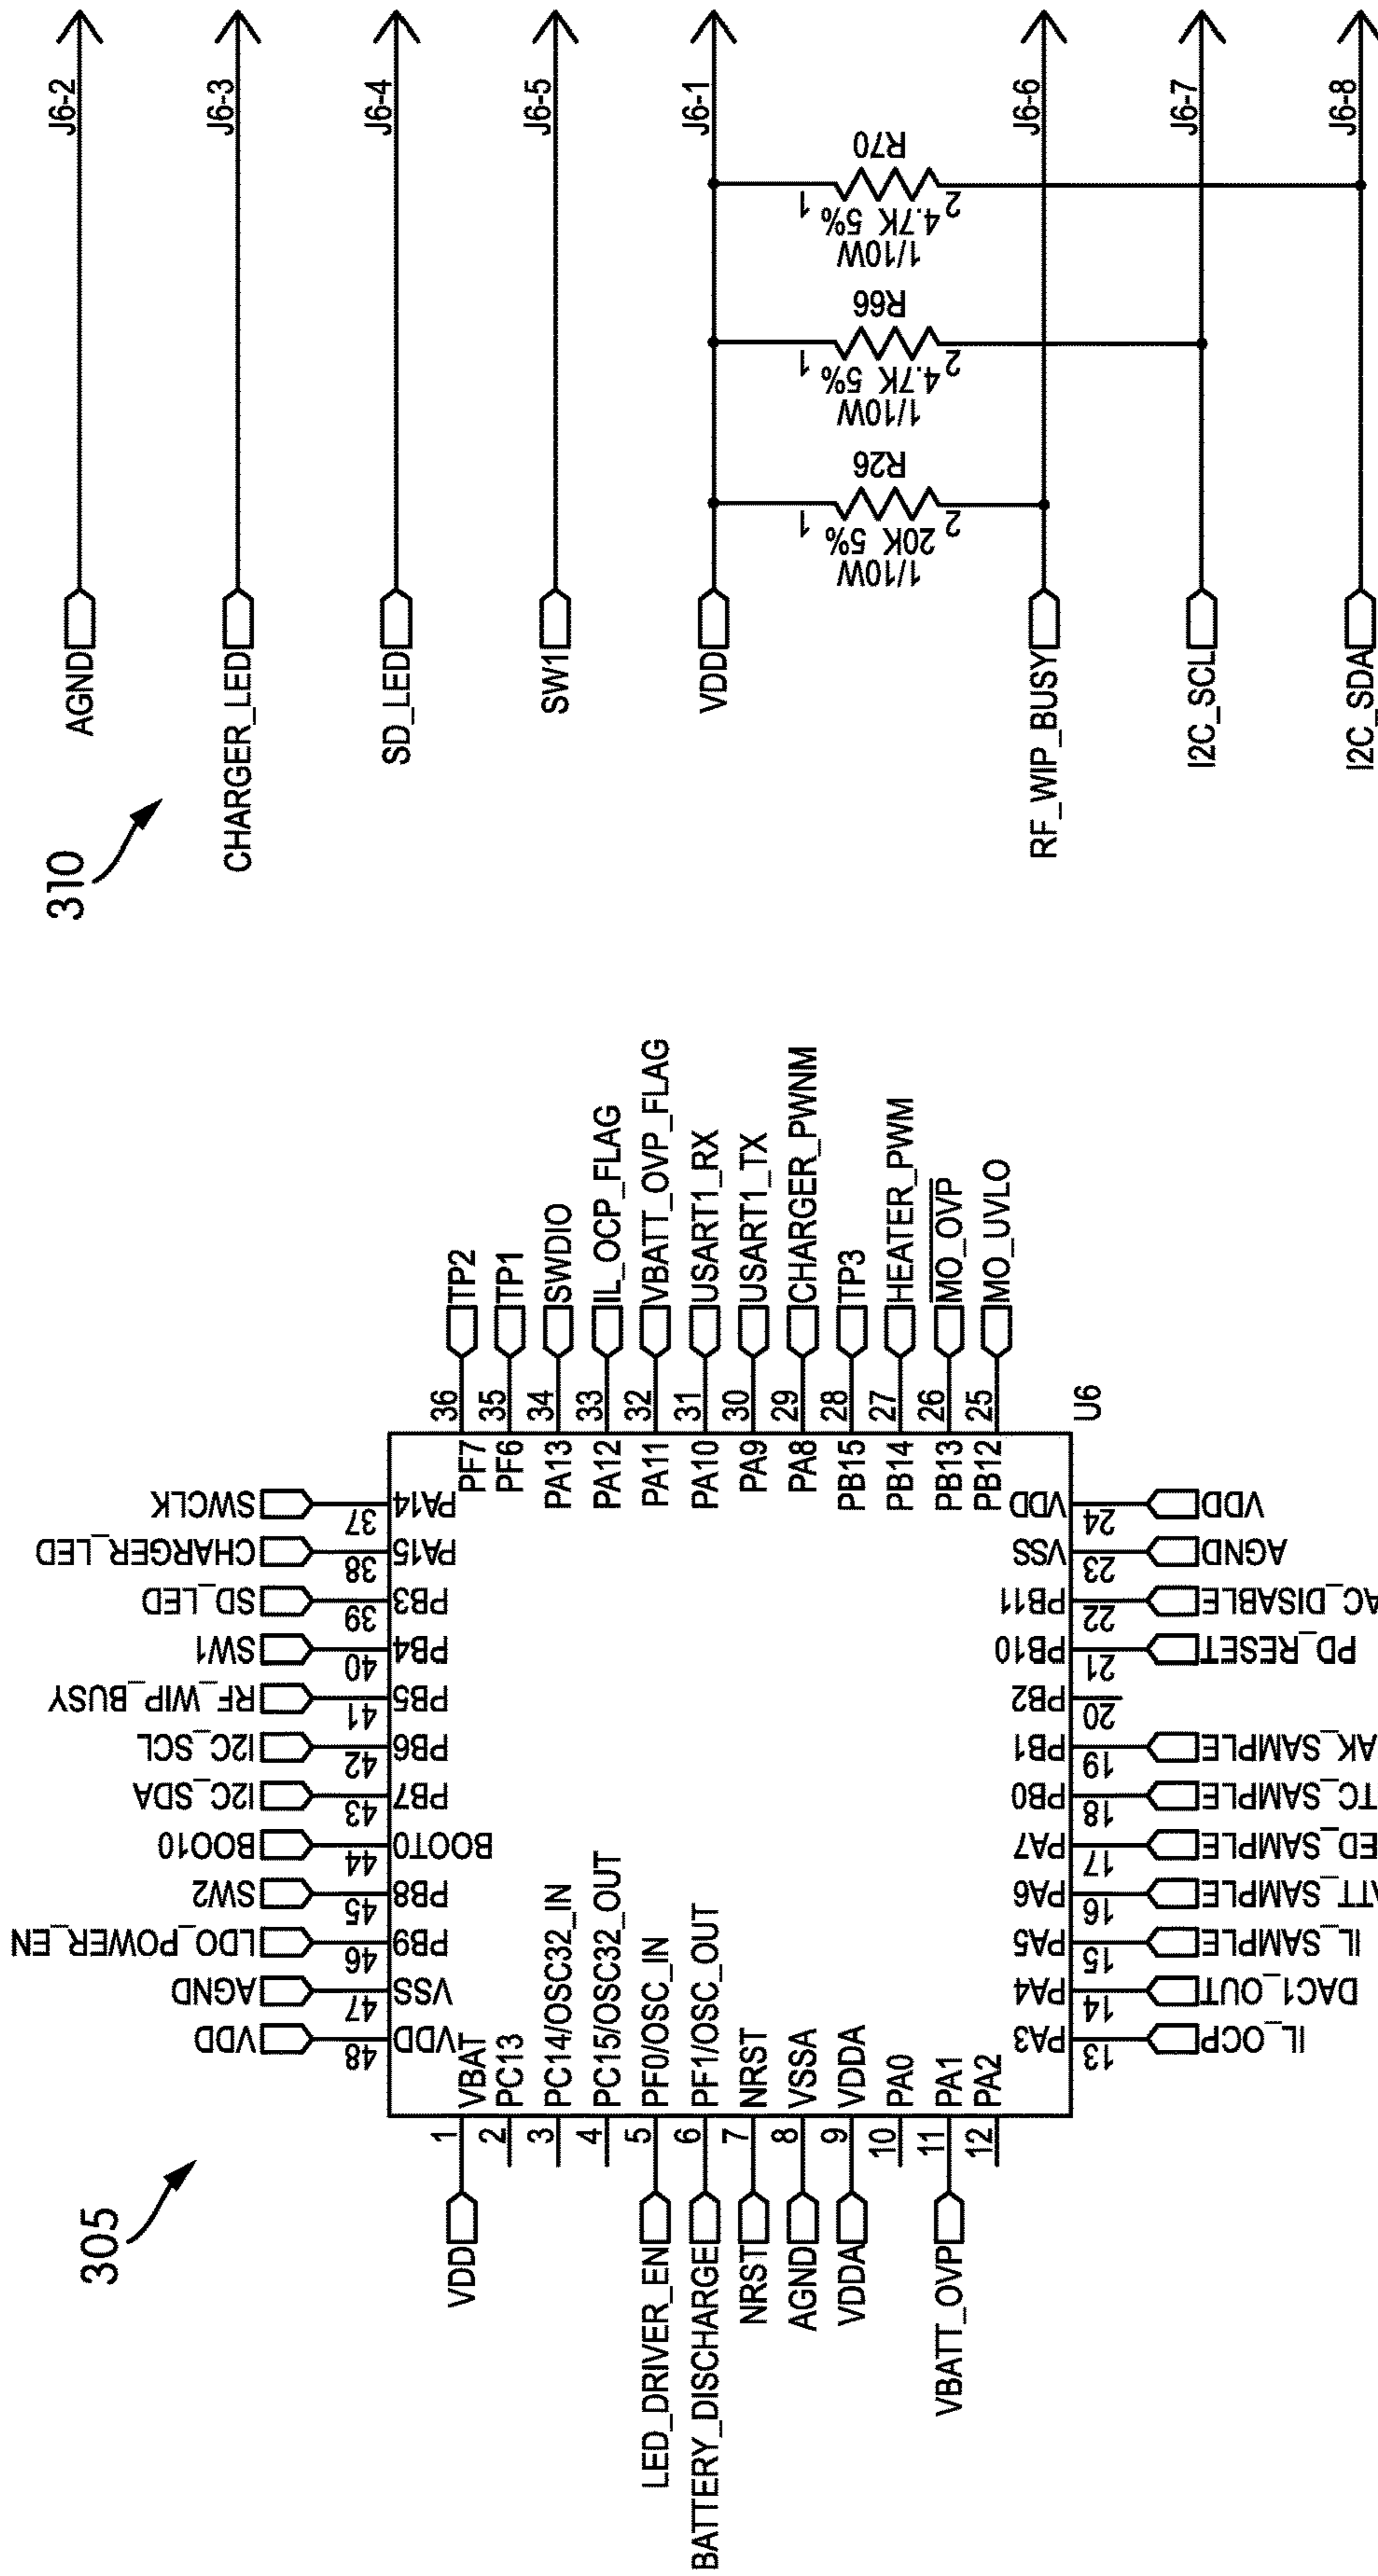 310
AGND J6-2
CHARGER_LED J6-3
SD_LED J6-4
SW1 J6-5
VDD J6-1
R26
1
20K 5%
1/10W
2
R66
1
4.7K 5%
1/10W
2
R70
1
4.7K 5%
1/10W
2
RF_WIP_BUSY J6-6
I2C_SCL J6-7
I2C_SDA J6-8
305
U6
VDD 1 VBAT
2 PC13
3 PC14/OSC32_IN
4 PC15/OSC32_OUT
LED_DRIVER_EN 5 PF0/OSC_IN
BATTERY_DISCHARGE 6 PF1/OSC_OUT
NRST 7 NRST
AGND 8 VSSA
VDDA 9 VDDA
10 PA0
VBATT_OVP 11 PA1
12 PA2
IL_OCP 13 PA3
DAC1_OUT 14 PA4
IL_SAMPLE 15 PA5
ATT_SAMPLE 16 PA6
ED_SAMPLE 17 PA7
TC_SAMPLE 18 PB0
AK_SAMPLE 19 PB1
20 PB2
PD_RESET 21 PB10
AC_DISABLE 22 PB11
AGND 23 VSS
VDD 24 VDD
PB12 25 MO_UVLO
PB13 26 MO_OVP
PB14 27 HEATER_PWM
PB15 28 TP3
PA8 29 CHARGER_PWNM
PA9 30 USART1_TX
PA10 31 USART1_RX
PA11 32 VBATT_OVP_FLAG
PA12 33 IL_OCP_FLAG
PA13 34 SWDIO
PF6 35 TP1
PF7 36 TP2
SWCLK 37 PA14
CHARGER_LED 38 PA15
SD_LED 39 PB3
SW1 40 PB4
RF_WIP_BUSY 41 PB5
I2C_SCL 42 PB6
I2C_SDA 43 PB7
BOO10 44 BOOT0
SW2 45 PB8
LDO_POWER_EN 46 PB9
AGND 47 VSS
VDD 48 VDD